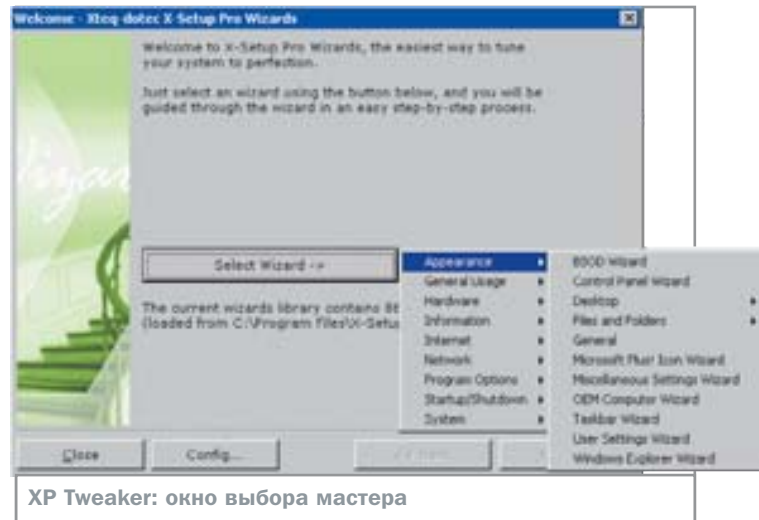 Welcome - Xteq-dotec X-Setup Pro Wizards
Welcome to X-Setup Pro Wizards, the easiest way to tune
your system to perfection.
Just select an wizard using the button below, and you will be
guided through the wizard in an easy step-by-step process.
Select Wizard ->
The current wizards library contains
(loaded from C:\Program Files\X-Setu
Appearance
General Usage
Hardware
Information
Internet
Network
Program Options
Startup/Shutdown
System
BSOD Wizard
Control Panel Wizard
Desktop
Files and Folders
General
Microsoft Plus! Icon Wizard
Miscellaneous Settings Wizard
OEM Computer Wizard
Taskbar Wizard
User Settings Wizard
Windows Explorer Wizard
Close
Config...
XP Tweaker: окно выбора мастера